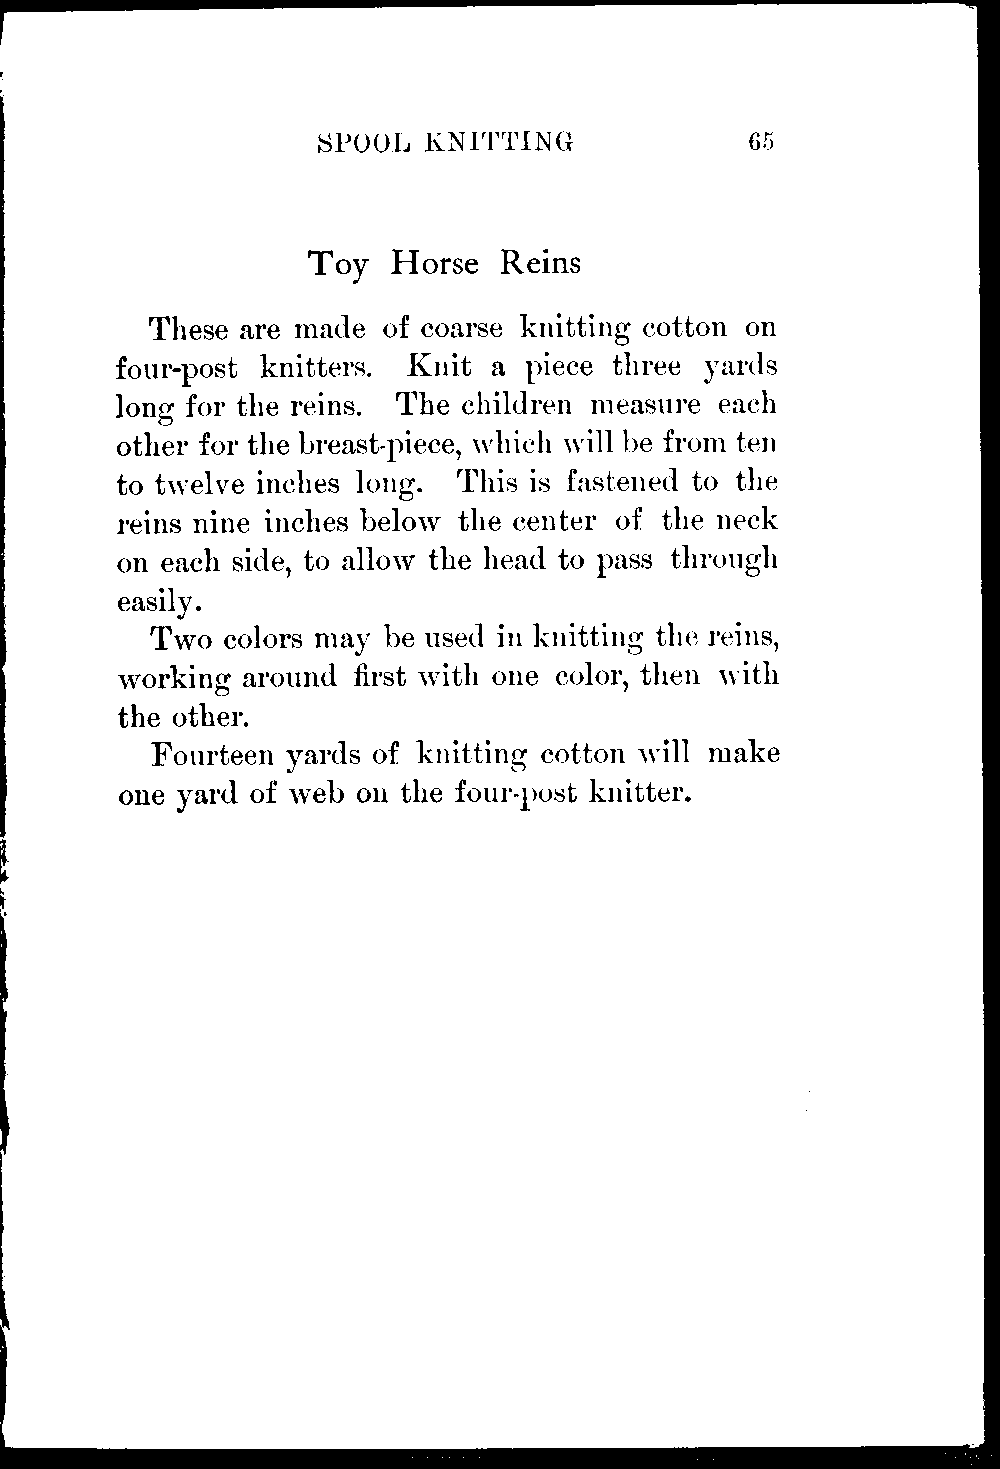 SPOOL KNITTING 65
Toy Horse Reins
These are made of coarse knitting cotton on
four-post knitters. Knit a piece three yards
long for the reins. The children measure each
other for the breast-piece, which will be from ten
to twelve inches long. This is fastened to the
reins nine inches below the center of the neck
on each side, to allow the head to pass through
easily.
Two colors may be used in knitting the reins,
working around first with one color, then with
the other.
Fourteen yards of knitting cotton will make
one yard of web on the four-post knitter.